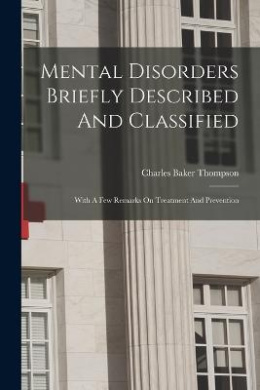 Mental Disorders
Briefly Described
And Classified
Charles Baker Thompson
With A Few Remarks On Treatment And Prevention